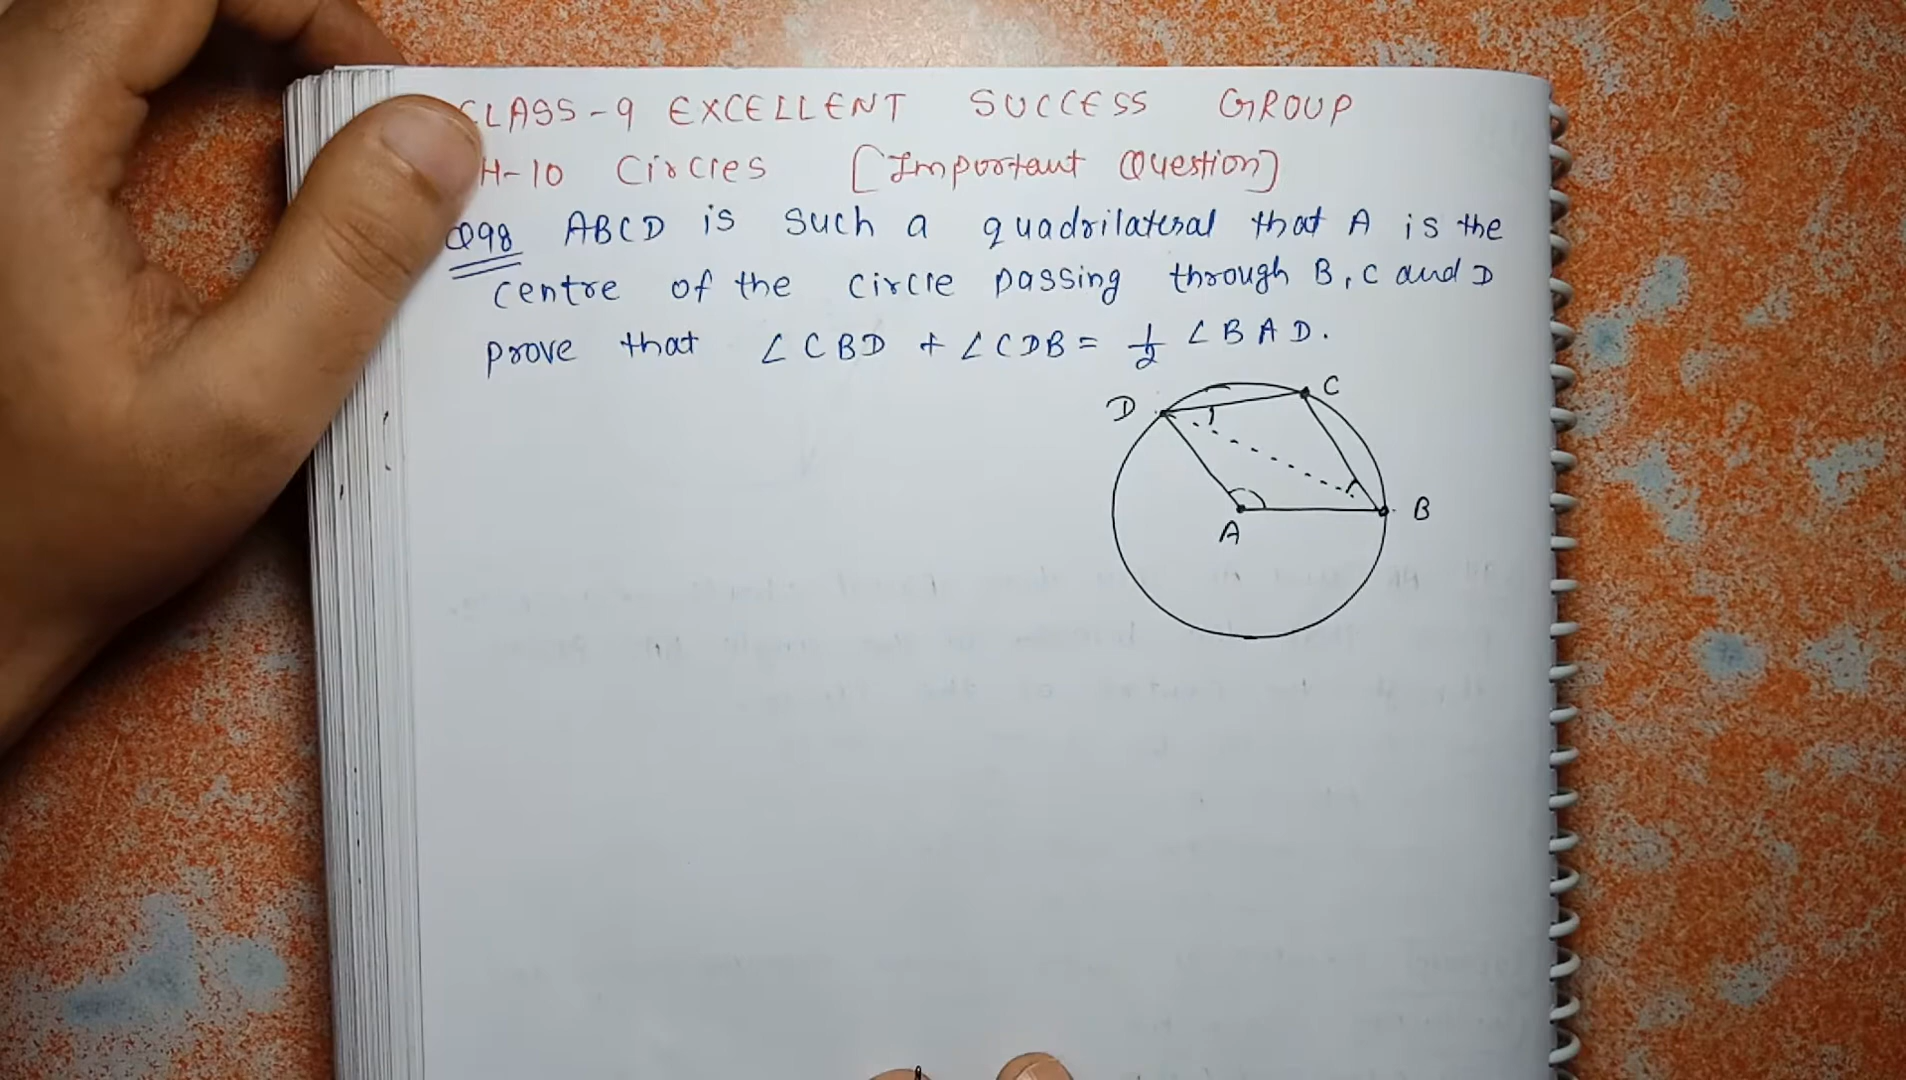 CLASS-9 EXCELLENT SUCCESS GROUP
H-10 Circles [Important Question]
Q98 ABCD is such a quadrilateral that A is the
centre of the circle passing through B, C and D
prove that ∠CBD + ∠CDB = 1/2 ∠BAD.
D C
A B